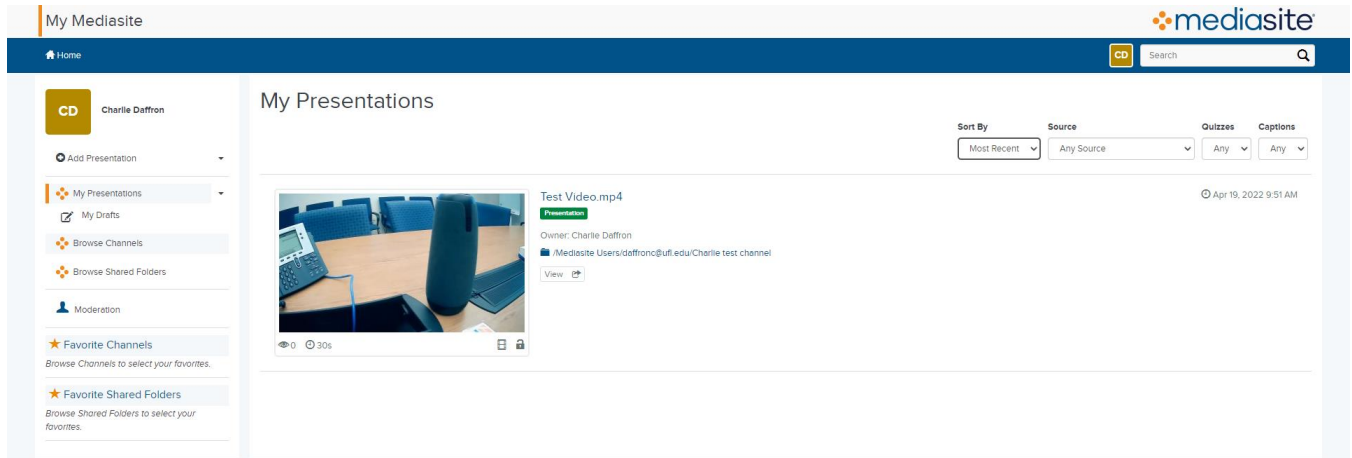 My Mediasite
mediasite
Home
CD
Search
CD
Charlie Daffron
Add Presentation
My Presentations
My Drafts
Browse Channels
Browse Shared Folders
Moderation
Favorite Channels
Browse Channels to select your favorites.
Favorite Shared Folders
Browse Shared Folders to select your
favorites.
My Presentations
Sort By
Source
Quizzes
Captions
Most Recent
Any Source
Any
Any
Test Video.mp4
Apr 19, 2022 9:51 AM
Presentation
Owner: Charlie Daffron
/Mediasite Users/daffronc@ufl.edu/Charlie test channel
View
0
30s